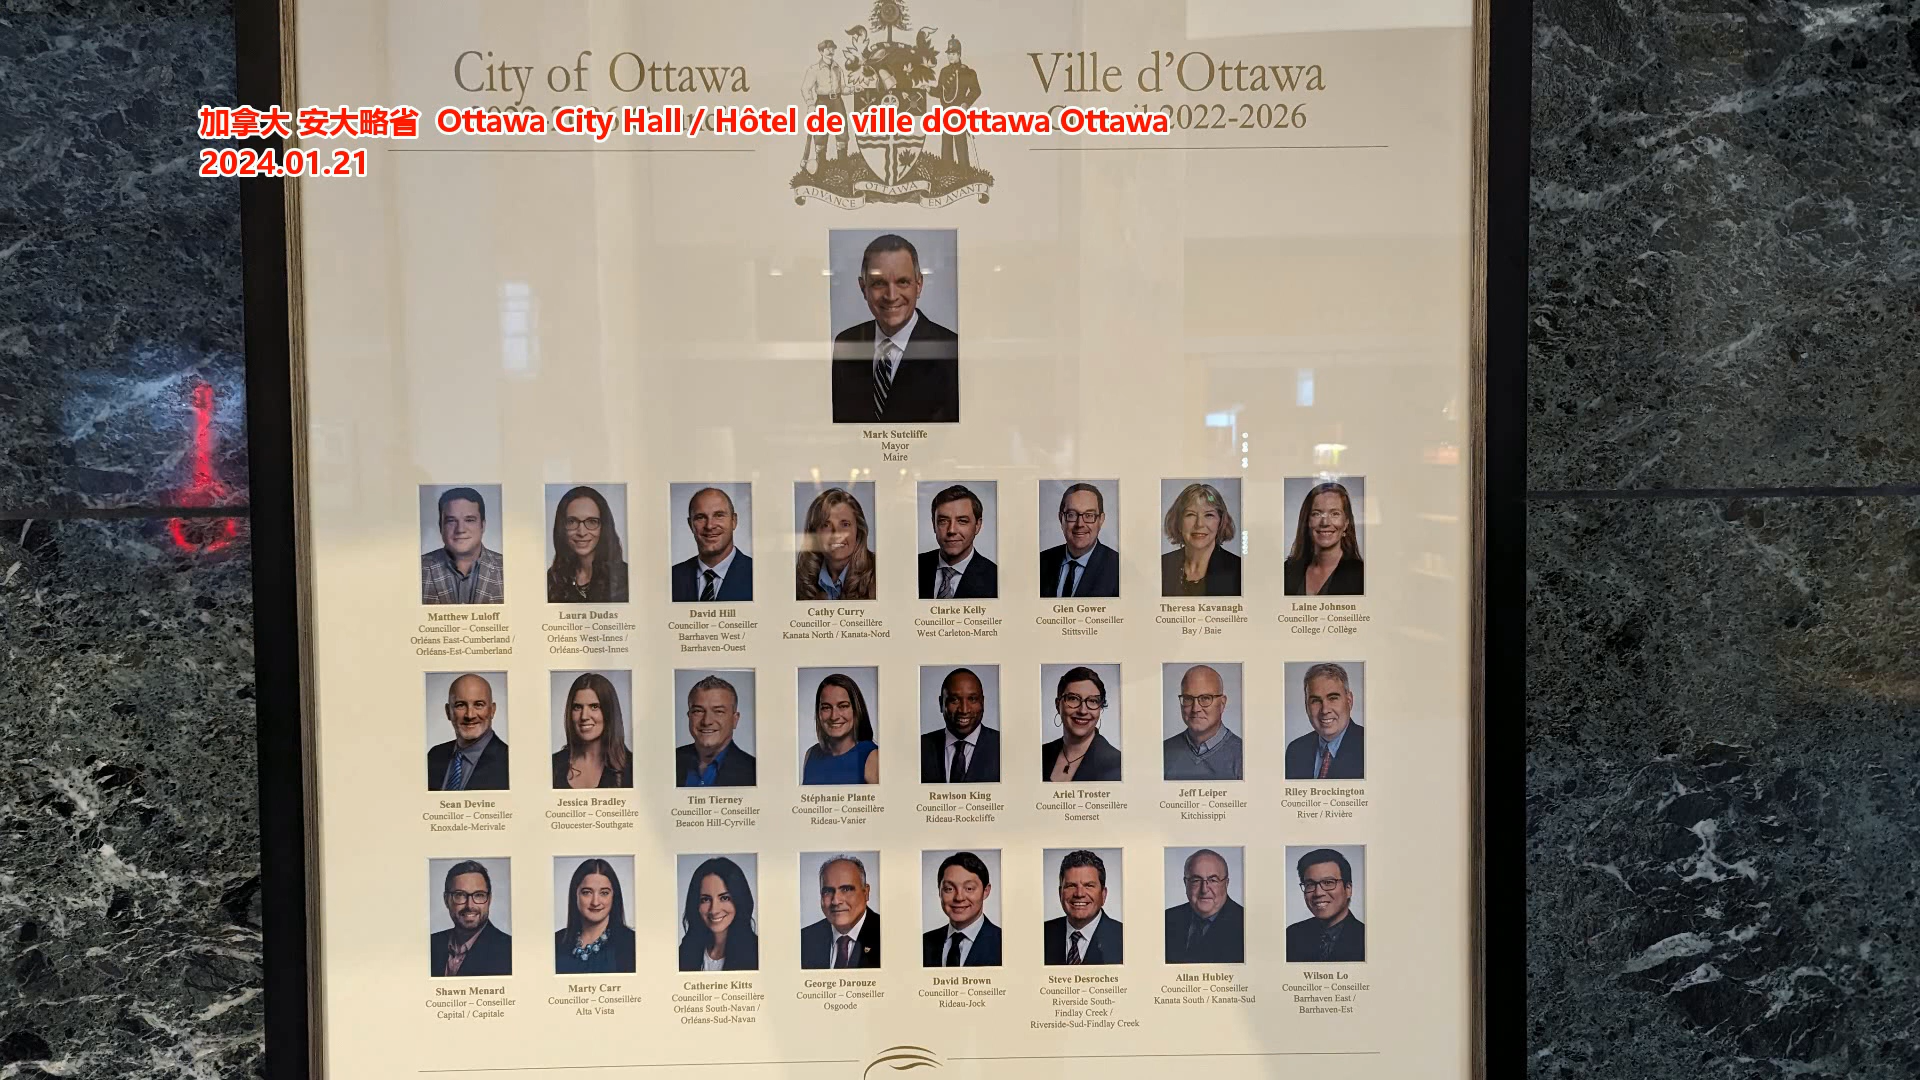 City of Ottawa
Ville d'Ottawa
Council 2022-2026
加拿大 安大略省 Ottawa City Hall / Hôtel de ville dOttawa Ottawa
2024.01.21
ADVANCE OTTAWA EN AVANT
Mark Sutcliffe
Mayor
Maire
Matthew Luloff
Councillor – Conseiller
Orléans East-Cumberland /
Orléans-Est-Cumberland
Laura Dudas
Councillor – Conseillère
Orléans West-Innes /
Orléans-Ouest-Innes
David Hill
Councillor – Conseiller
Barrhaven West /
Barrhaven-Ouest
Cathy Curry
Councillor – Conseillère
Kanata North / Kanata-Nord
Clarke Kelly
Councillor – Conseiller
West Carleton-March
Glen Gower
Councillor – Conseiller
Stittsville
Theresa Kavanagh
Councillor – Conseillère
Bay / Baie
Laine Johnson
Councillor – Conseillère
College / Collège
Sean Devine
Councillor – Conseiller
Knoxdale-Merivale
Jessica Bradley
Councillor – Conseillère
Gloucester-Southgate
Tim Tierney
Councillor – Conseiller
Beacon Hill-Cyrville
Stéphanie Plante
Councillor – Conseillère
Rideau-Vanier
Rawlson King
Councillor – Conseiller
Rideau-Rockcliffe
Ariel Troster
Councillor – Conseillère
Somerset
Jeff Leiper
Councillor – Conseiller
Kitchissippi
Riley Brockington
Councillor – Conseiller
River / Rivière
Shawn Menard
Councillor – Conseiller
Capital / Capitale
Marty Carr
Councillor – Conseillère
Alta Vista
Catherine Kitts
Councillor – Conseillère
Orléans South-Navan /
Orléans-Sud-Navan
George Darouze
Councillor – Conseiller
Osgoode
David Brown
Councillor – Conseiller
Rideau-Jock
Steve Desroches
Councillor – Conseiller
Riverside South-
Findlay Creek /
Riverside-Sud-Findlay Creek
Allan Hubley
Councillor – Conseiller
Kanata South / Kanata-Sud
Wilson Lo
Councillor – Conseiller
Barrhaven East /
Barrhaven-Est